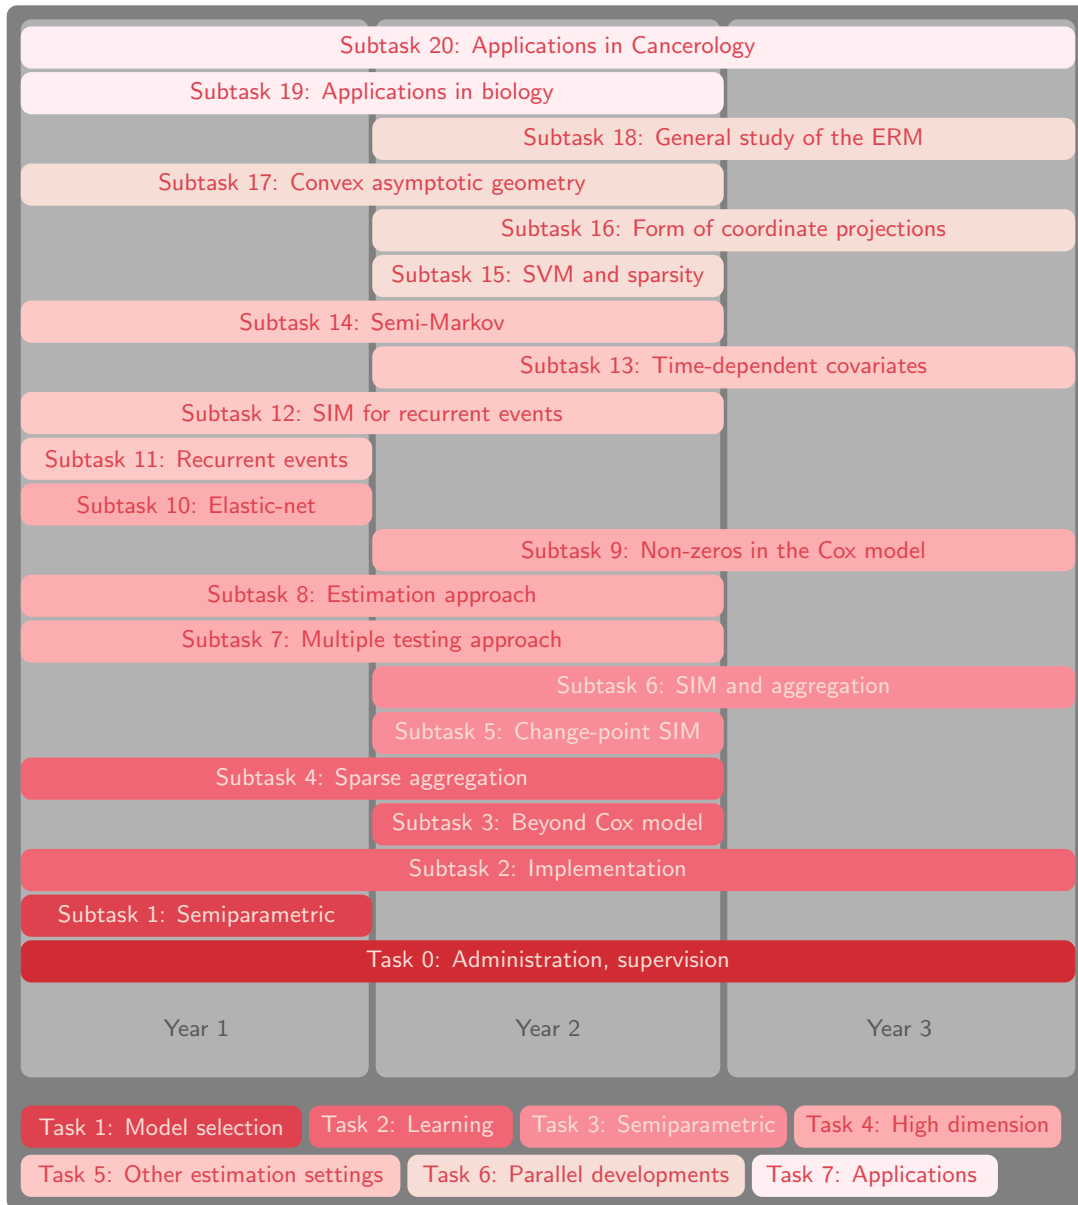 Subtask 20: Applications in Cancerology
Subtask 19: Applications in biology
Subtask 18: General study of the ERM
Subtask 17: Convex asymptotic geometry
Subtask 16: Form of coordinate projections
Subtask 15: SVM and sparsity
Subtask 14: Semi-Markov
Subtask 13: Time-dependent covariates
Subtask 12: SIM for recurrent events
Subtask 11: Recurrent events
Subtask 10: Elastic-net
Subtask 9: Non-zeros in the Cox model
Subtask 8: Estimation approach
Subtask 7: Multiple testing approach
Subtask 6: SIM and aggregation
Subtask 5: Change-point SIM
Subtask 4: Sparse aggregation
Subtask 3: Beyond Cox model
Subtask 2: Implementation
Subtask 1: Semiparametric
Task 0: Administration, supervision
Year 1 Year 2 Year 3
Task 1: Model selection Task 2: Learning Task 3: Semiparametric Task 4: High dimension
Task 5: Other estimation settings Task 6: Parallel developments Task 7: Applications